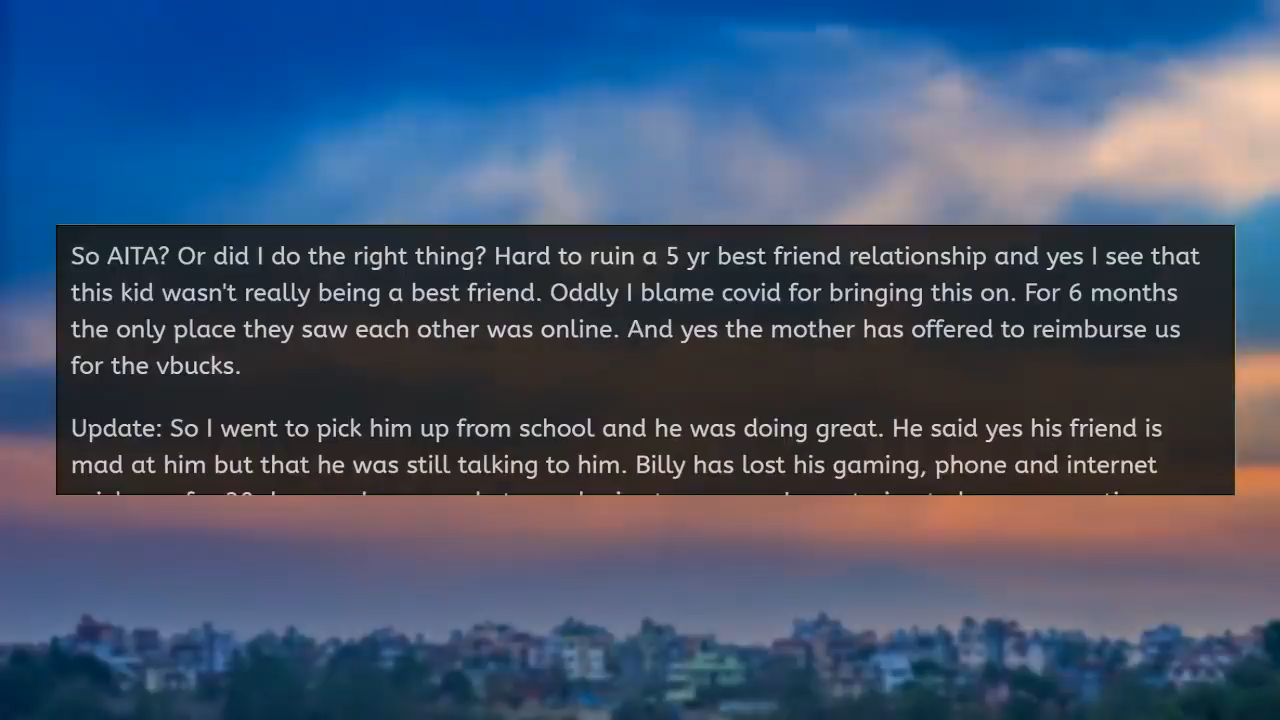 So AITA? Or did I do the right thing? Hard to ruin a 5 yr best friend relationship and yes I see that
this kid wasn't really being a best friend. Oddly I blame covid for bringing this on. For 6 months
the only place they saw each other was online. And yes the mother has offered to reimburse us
for the vbucks.
Update: So I went to pick him up from school and he was doing great. He said yes his friend is
mad at him but that he was still talking to him. Billy has lost his gaming, phone and internet